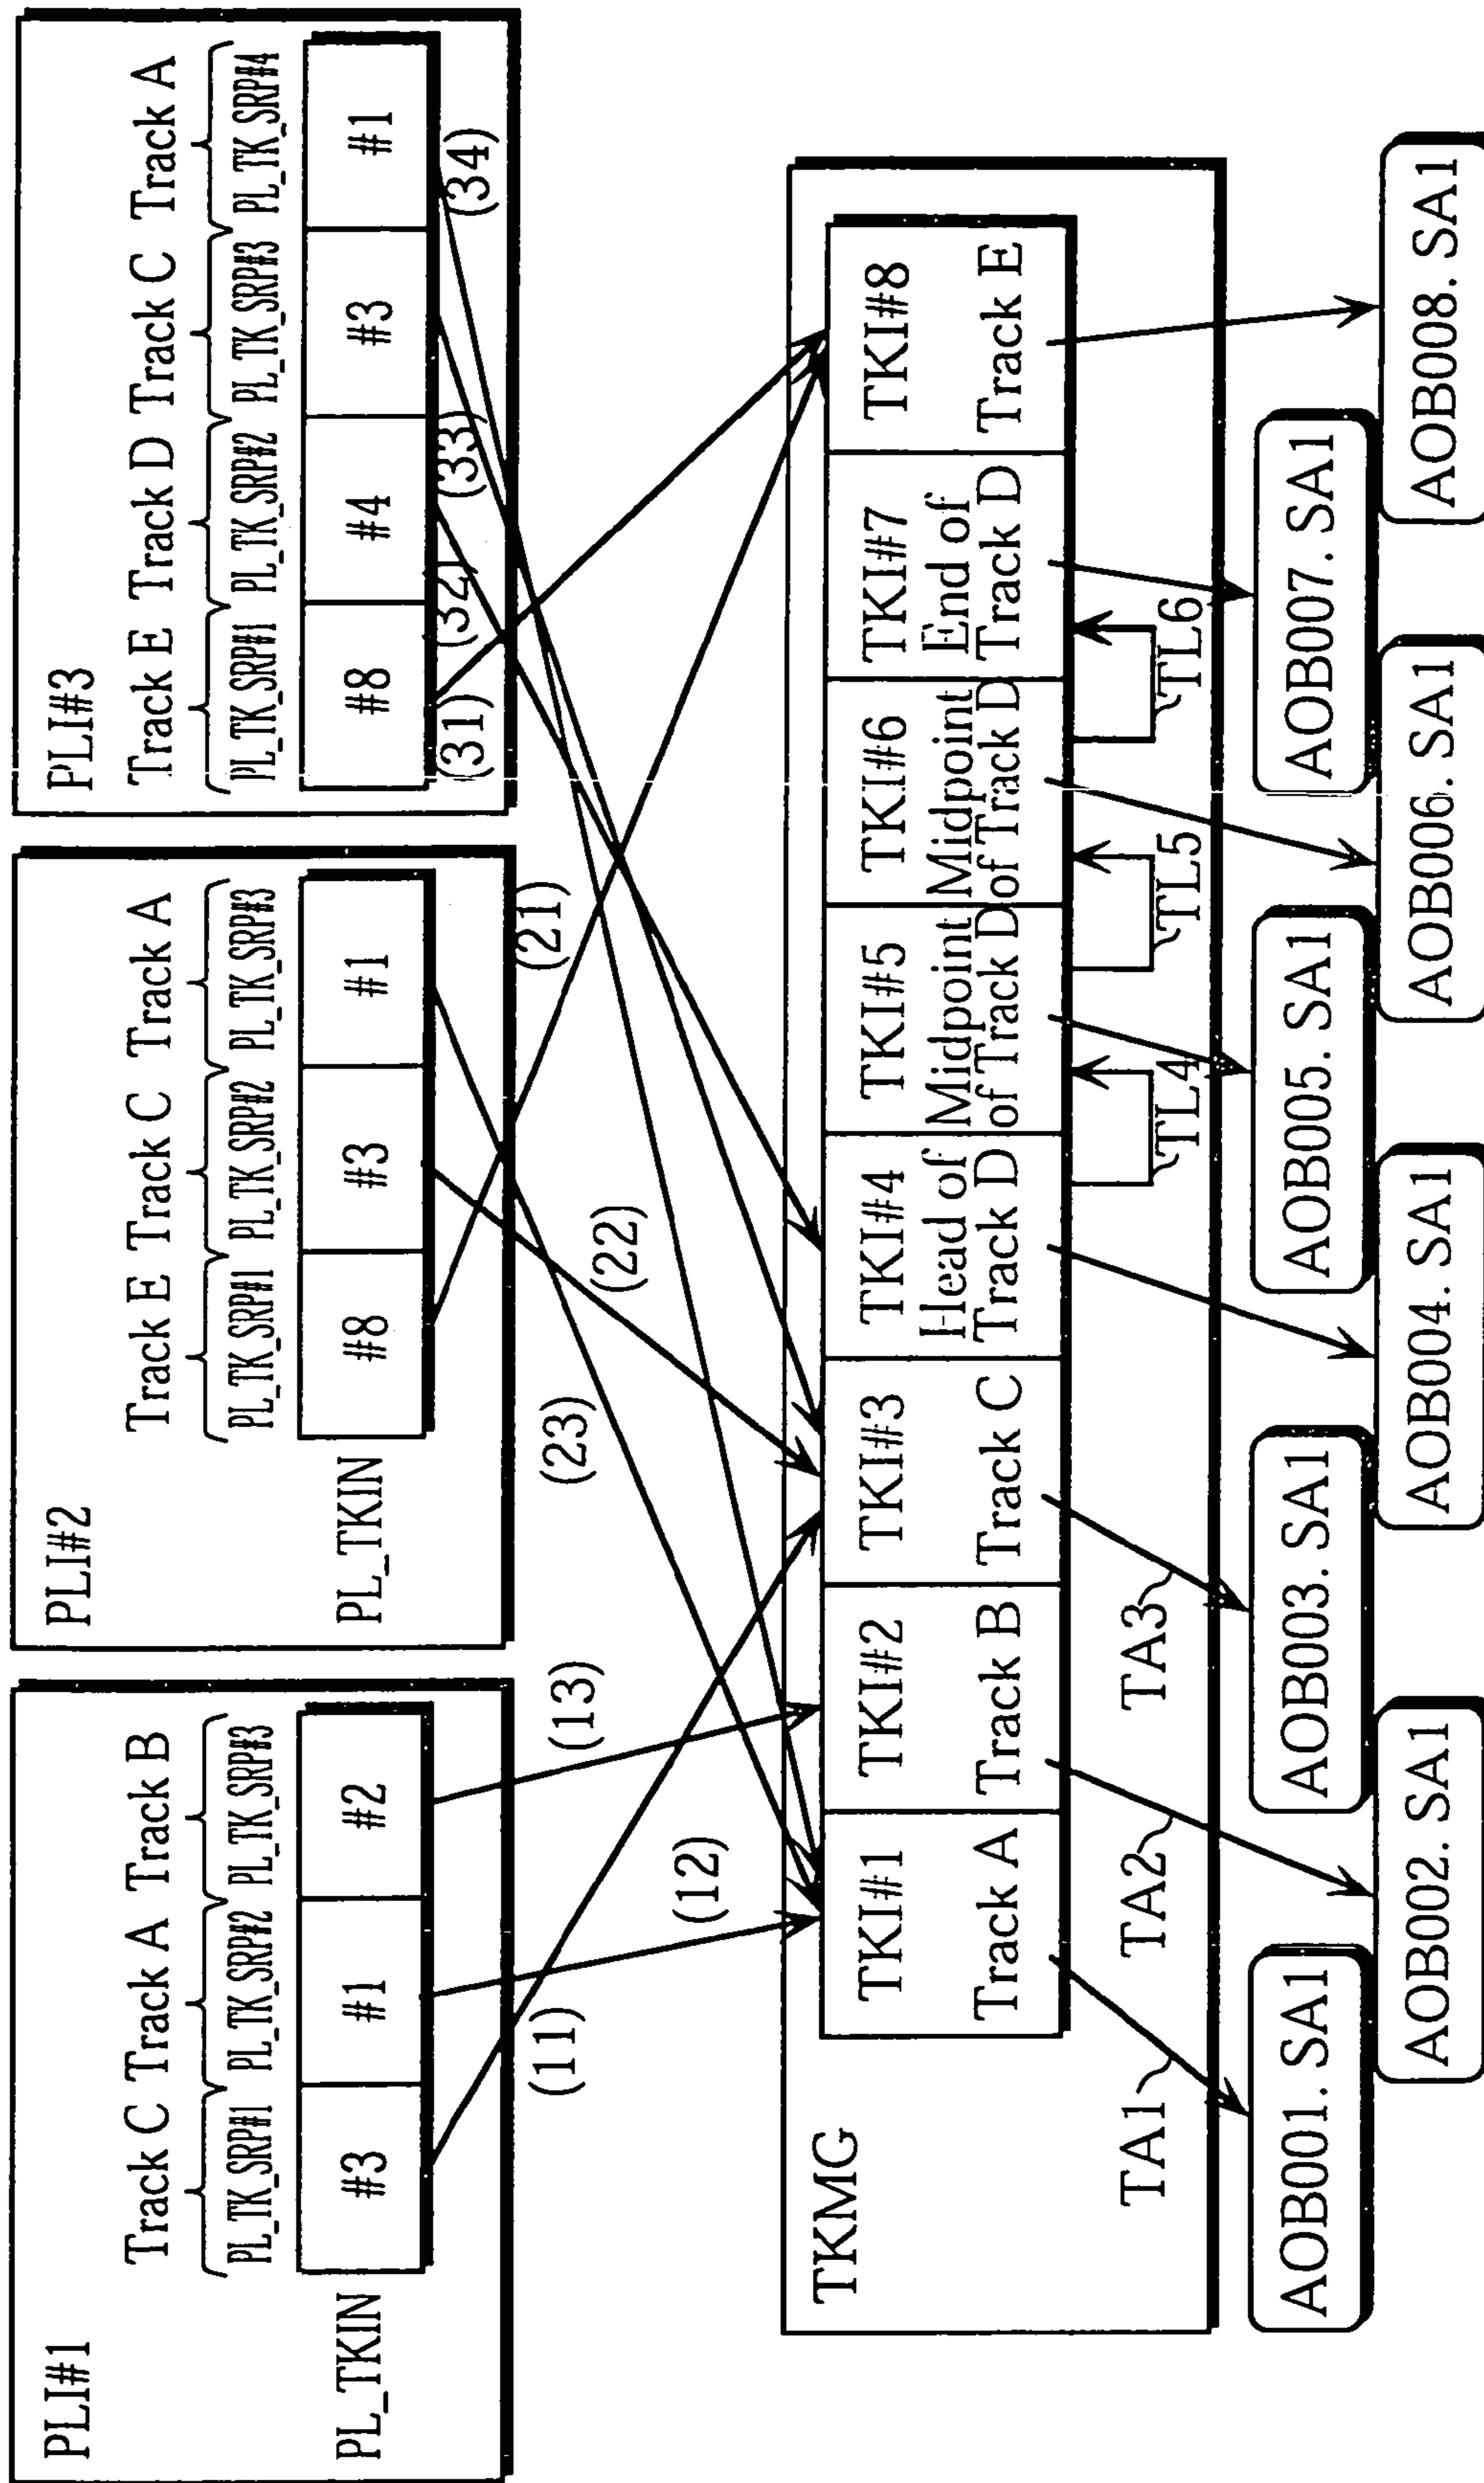 PLI#1
Track C Track A Track B
PL_TK_SRP#1 PL_TK_SRP#2 PL_TK_SRP#3
PL_TKIN #3 #1 #2
PLI#2
Track E Track C Track A
PL_TK_SRP#1 PL_TK_SRP#2 PL_TK_SRP#3
PL_TKIN #8 #3 #1
PLI#3
Track E Track D Track C Track A
PL_TK_SRP#1 PL_TK_SRP#2 PL_TK_SRP#3 PL_TK_SRP#4
#8 #4 #3 #1
(31) (32) (33) (34)
(11) (12) (13)
(23) (22) (21)
TKMG
TKI#1
Track A
TKI#2
Track B
TKI#3
Track C
TKI#4
Head of
Track D
TKI#5
Midpoint
of Track D
TKI#6
Midpoint
of Track D
TKI#7
End of
Track D
TKI#8
Track E
TA1 TA2 TA3
TL4 TL5 TL6
AOB001. SA1
AOB002. SA1
AOB003. SA1
AOB004. SA1
AOB005. SA1
AOB006. SA1
AOB007. SA1
AOB008. SA1